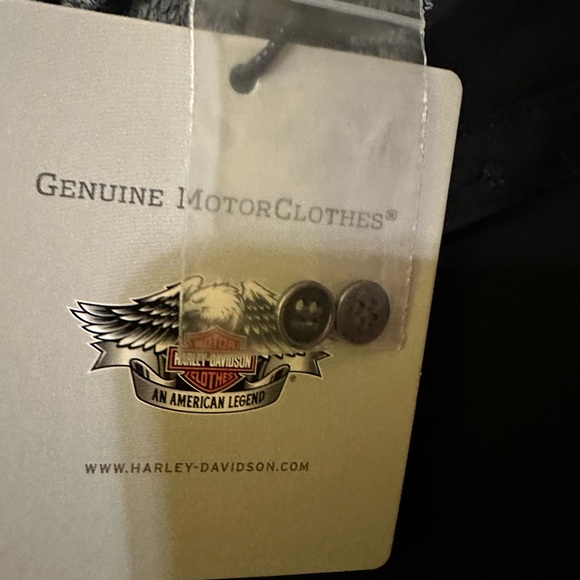 GENUINE MOTORCLOTHES®
MOTOR
HARLEY-DAVIDSON
CLOTHES
®
AN AMERICAN LEGEND
WWW.HARLEY-DAVIDSON.COM